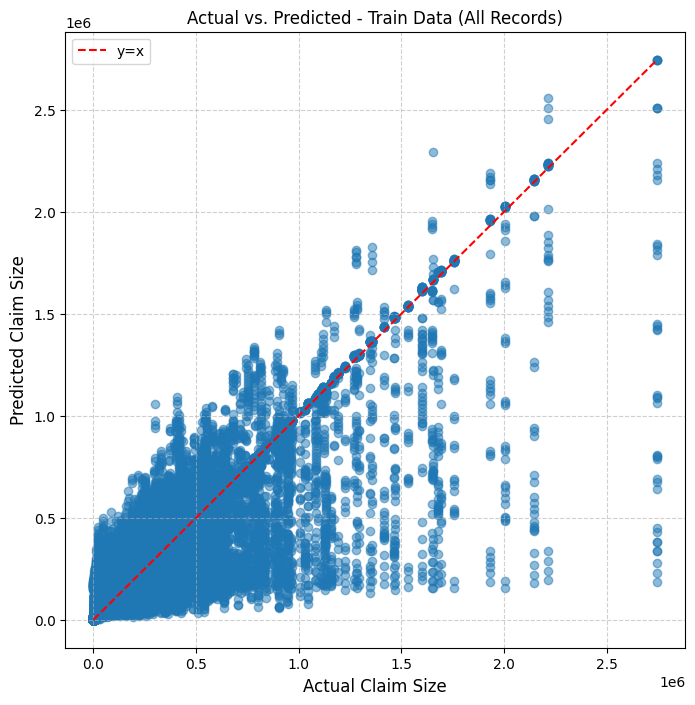 Actual vs. Predicted - Train Data (All Records)
1e6
y=x
2.5
2.0
1.5
1.0
0.5
0.0
Predicted Claim Size
0.0 0.5 1.0 1.5 2.0 2.5
1e6
Actual Claim Size